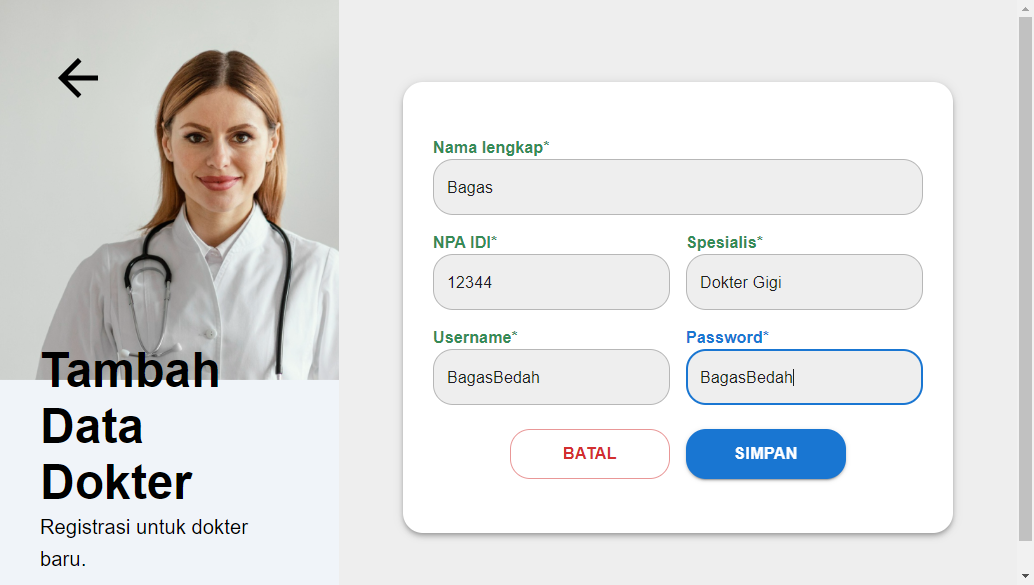 Tambah
Data
Dokter
Registrasi untuk dokter
baru.
Nama lengkap*
Bagas
NPA IDI* Spesialis*
12344 Dokter Gigi
Username* Password*
BagasBedah BagasBedah
BATAL SIMPAN